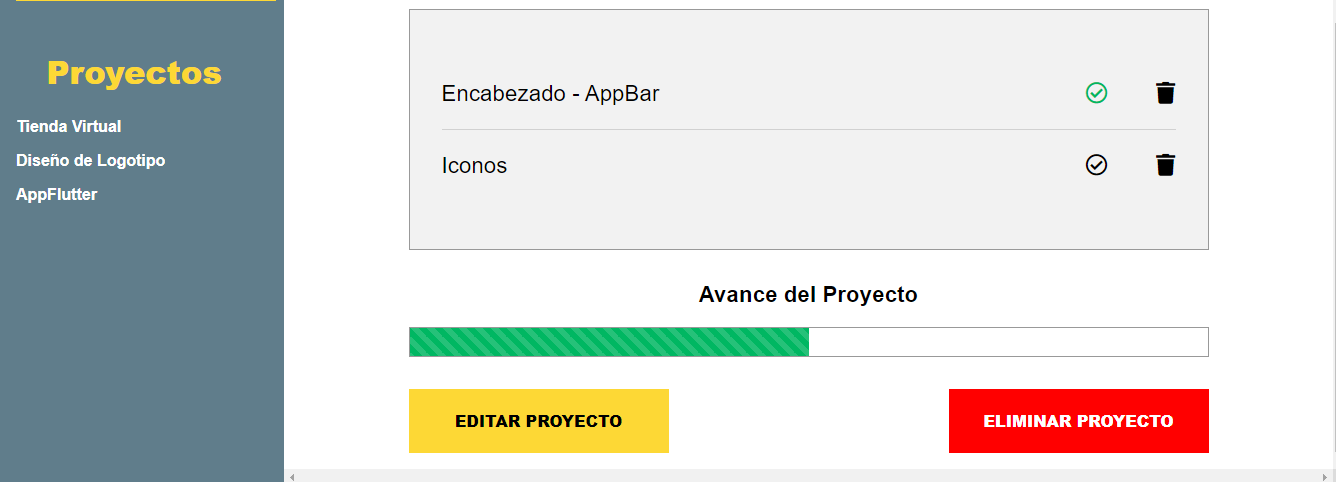 Proyectos
Tienda Virtual
Diseño de Logotipo
AppFlutter
Encabezado - AppBar
Iconos
Avance del Proyecto
EDITAR PROYECTO
ELIMINAR PROYECTO